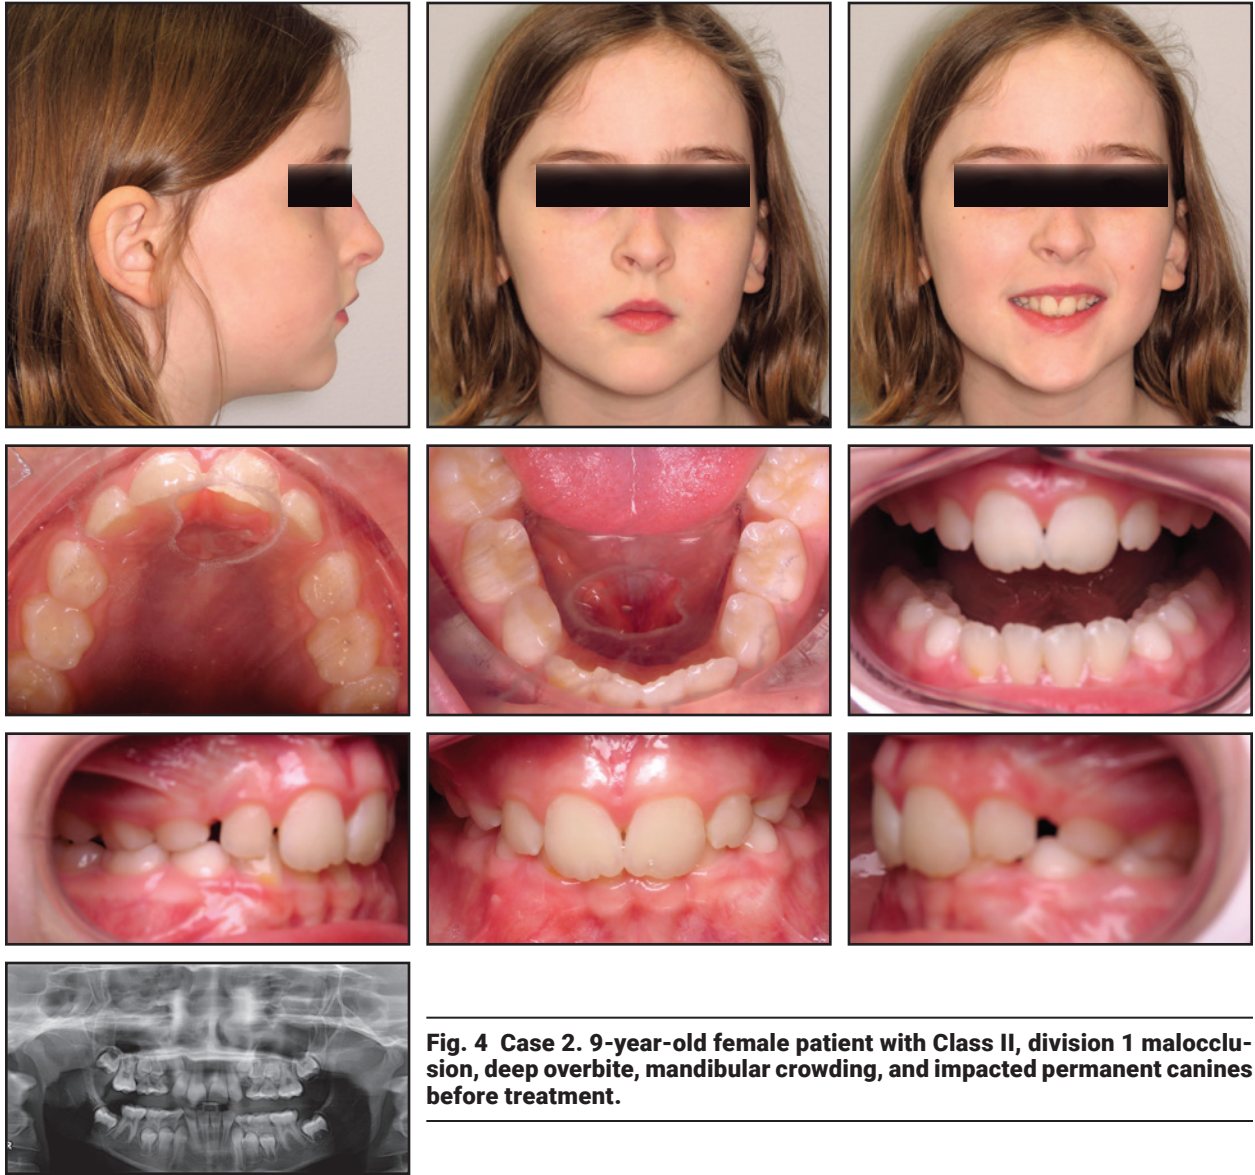 R
Fig. 4 Case 2. 9-year-old female patient with Class II, division 1 malocclu-
sion, deep overbite, mandibular crowding, and impacted permanent canines
before treatment.